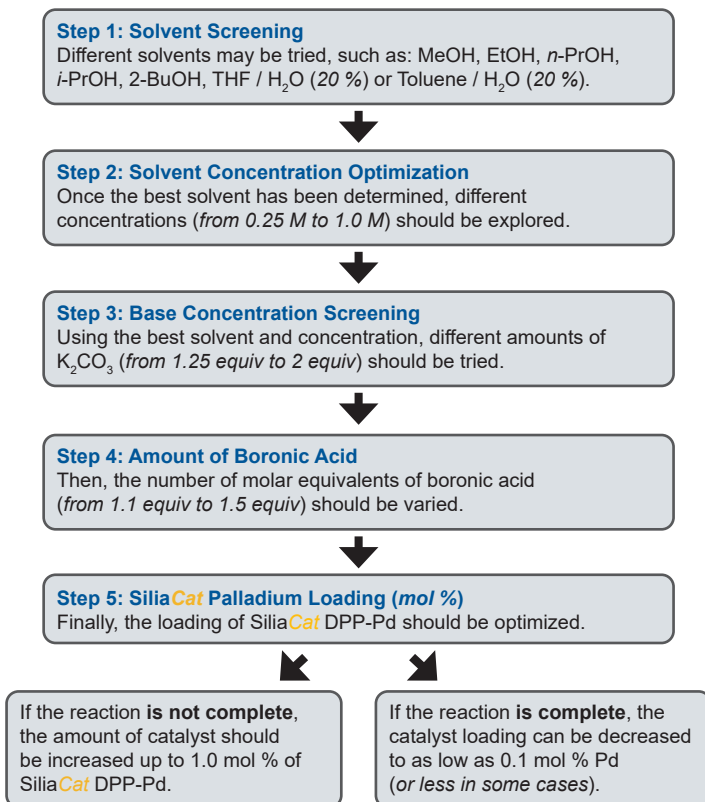 Step 1: Solvent Screening
Different solvents may be tried, such as: MeOH, EtOH, n-PrOH,
i-PrOH, 2-BuOH, THF / H₂O (20 %) or Toluene / H₂O (20 %).
Step 2: Solvent Concentration Optimization
Once the best solvent has been determined, different
concentrations (from 0.25 M to 1.0 M) should be explored.
Step 3: Base Concentration Screening
Using the best solvent and concentration, different amounts of
K₂CO₃ (from 1.25 equiv to 2 equiv) should be tried.
Step 4: Amount of Boronic Acid
Then, the number of molar equivalents of boronic acid
(from 1.1 equiv to 1.5 equiv) should be varied.
Step 5: SiliaCat Palladium Loading (mol %)
Finally, the loading of SiliaCat DPP-Pd should be optimized.
If the reaction is not complete,
the amount of catalyst should
be increased up to 1.0 mol % of
SiliaCat DPP-Pd.
If the reaction is complete, the
catalyst loading can be decreased
to as low as 0.1 mol % Pd
(or less in some cases).